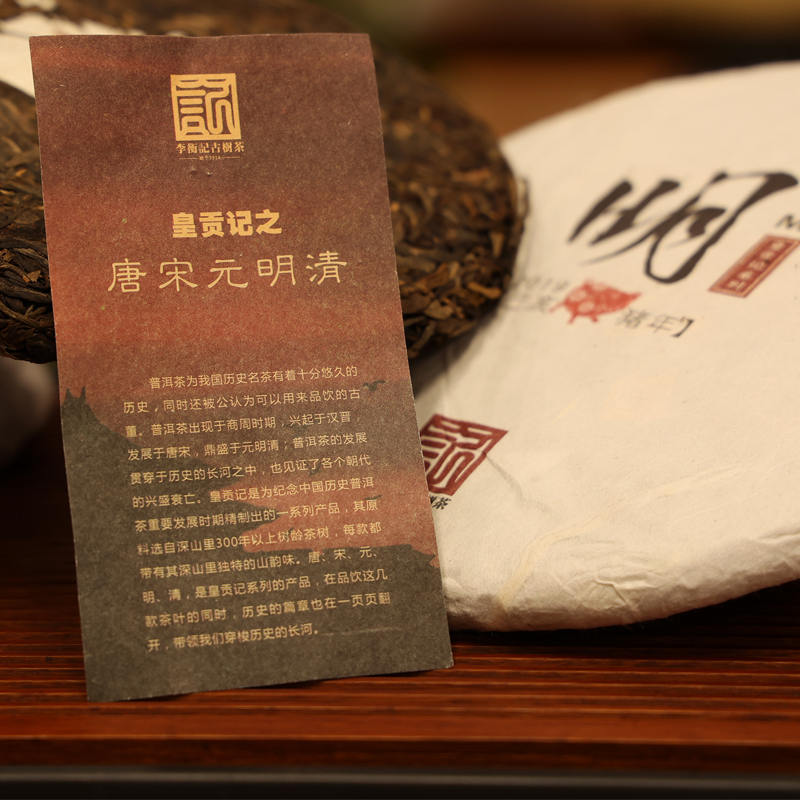 記
李衡記古樹茶
始于2014
皇贡记之
唐宋元明清
普洱茶为我国历史名茶有着十分悠久的
历史，同时还被公认为可以用来品饮的古
董。普洱茶出现于商周时期，兴起于汉晋
发展于唐宋，鼎盛于元明清；普洱茶的发展
贯穿于历史的长河之中，也见证了各个朝代
的兴盛衰亡。皇贡记是为纪念中国历史普洱
茶重要发展时期精制出的一系列产品，其原
料选自深山里300年以上树龄茶树，每款都
带有其深山里独特的山韵味。唐、宋、元、
明、清，是皇贡记系列的产品，在品饮这几
款茶叶的同时，历史的篇章也在一页页翻
开，带领我们穿梭历史的长河。
明
2019
己亥
猪年】
記